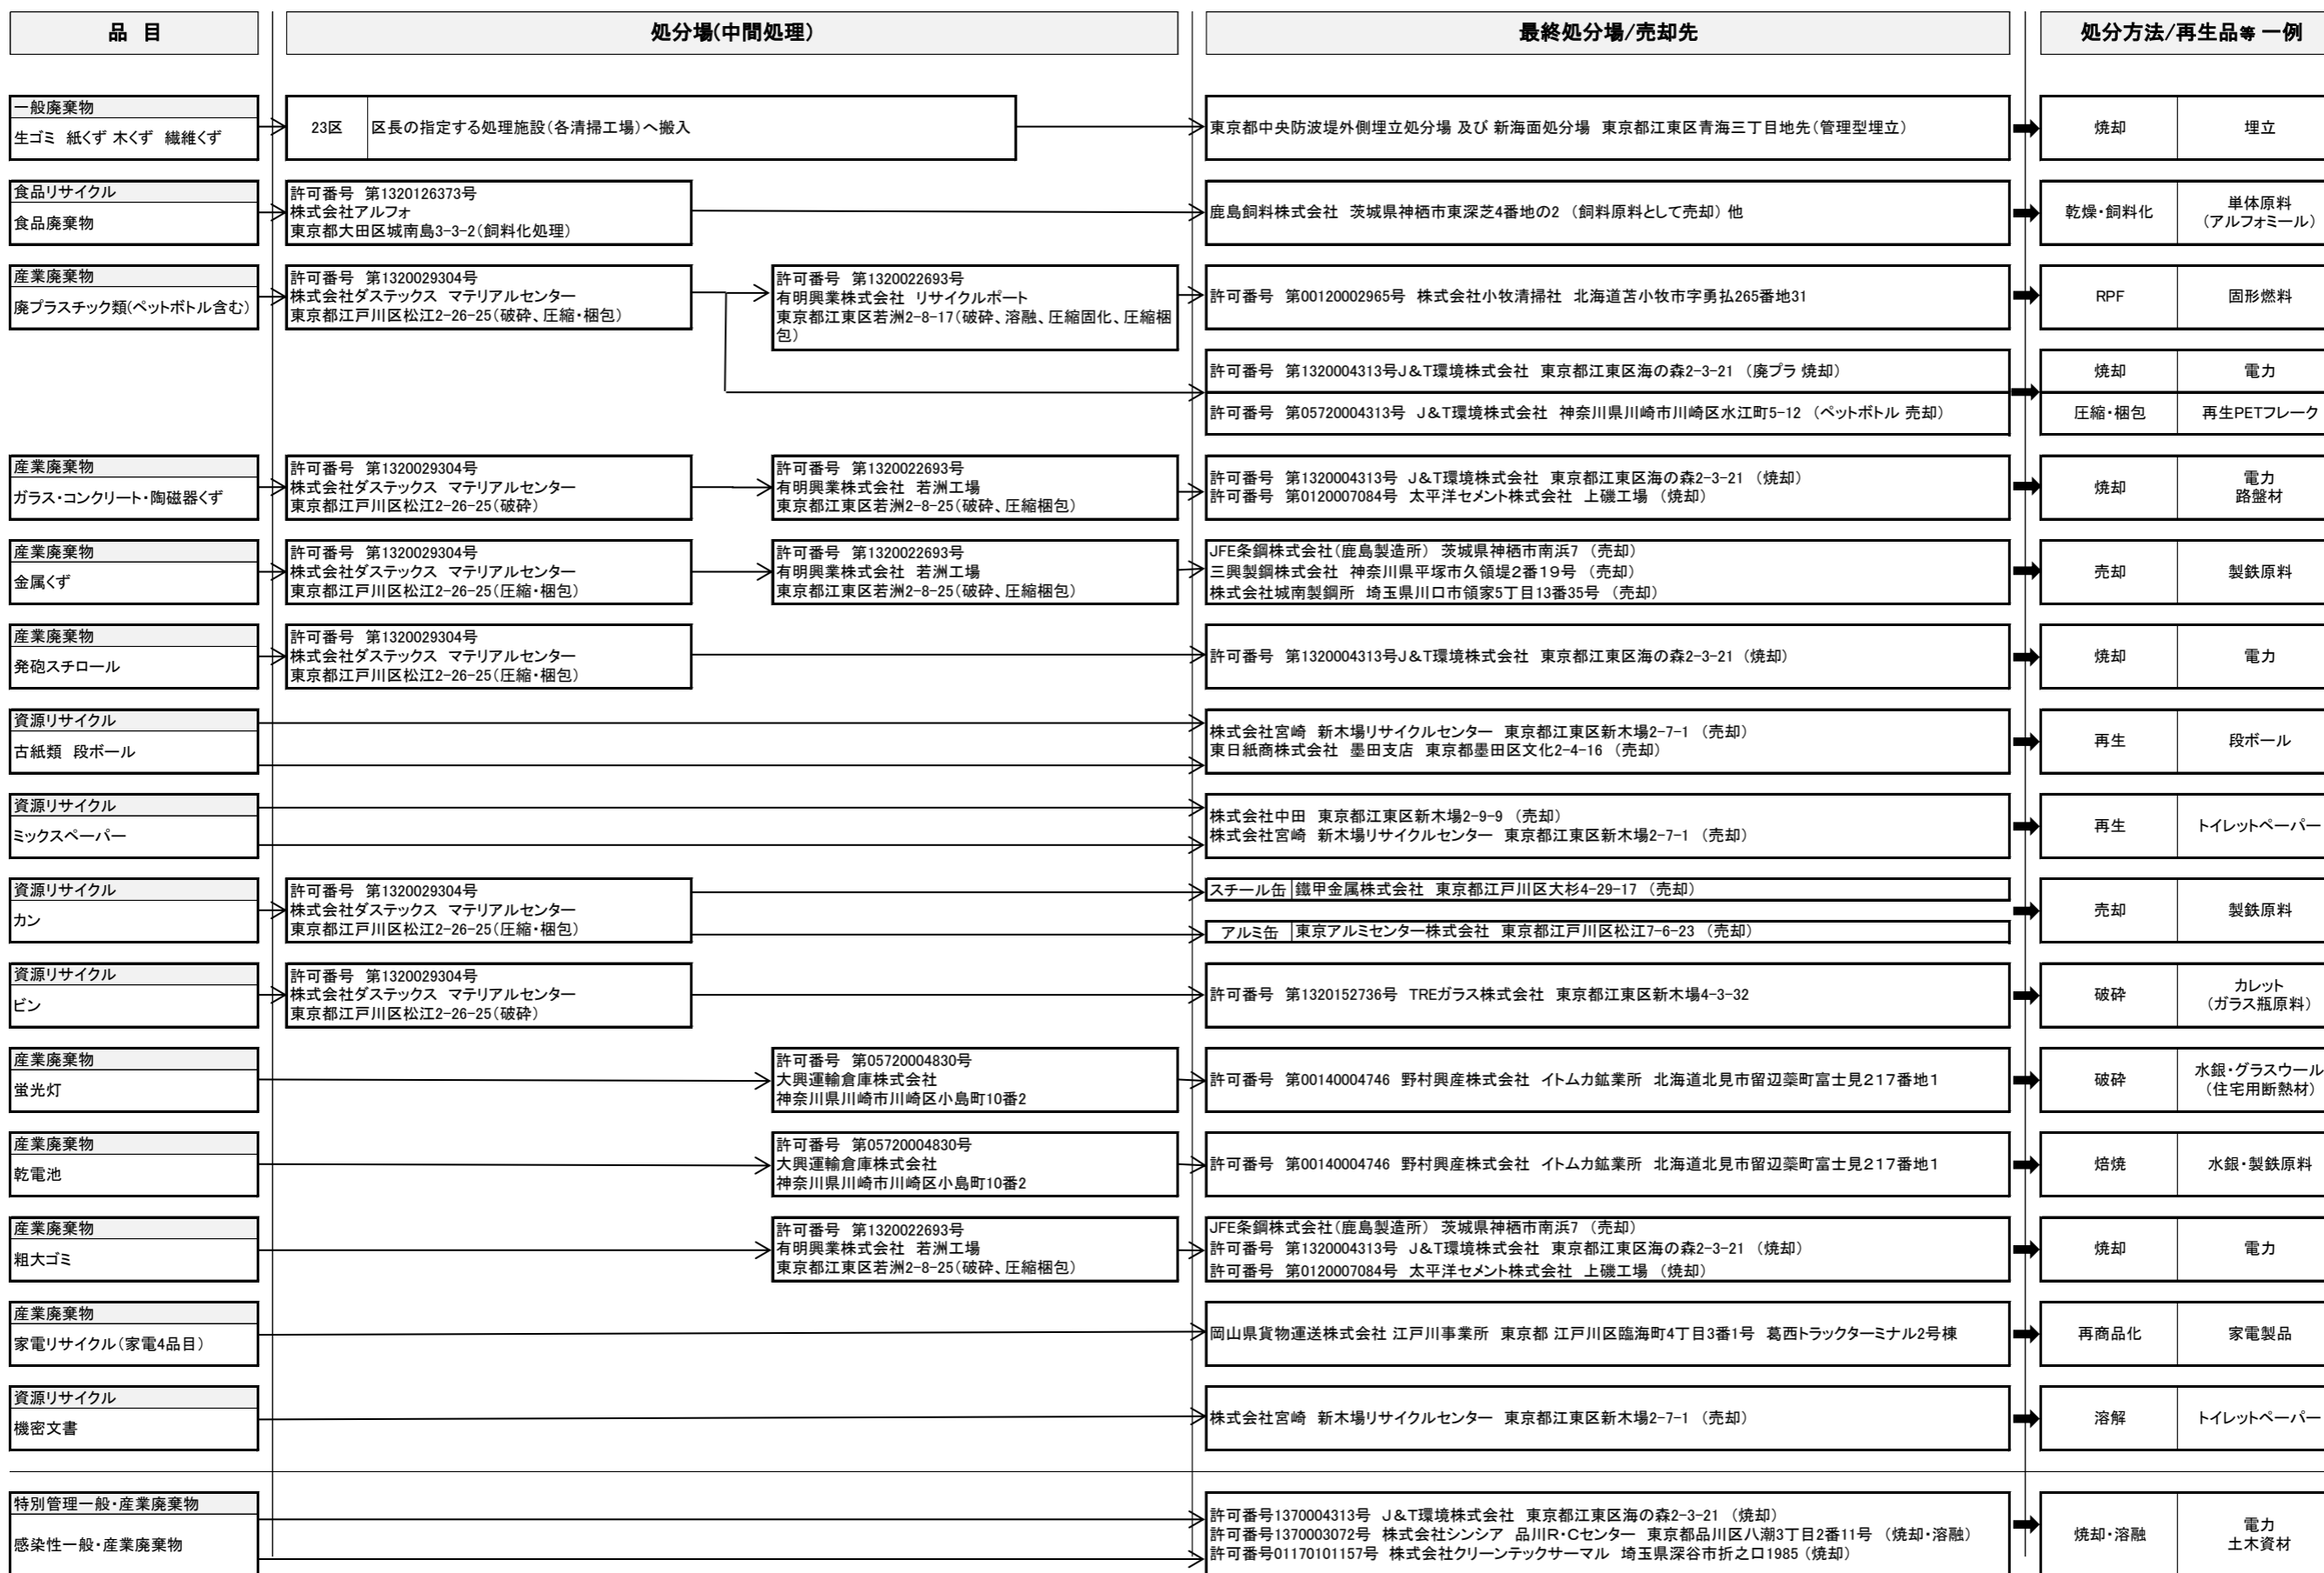 品 目
処分場(中間処理)
最終処分場/売却先
処分方法/再生品等 一例
一般廃棄物
生ゴミ 紙くず 木くず 繊維くず
23区
区長の指定する処理施設(各清掃工場)へ搬入
東京都中央防波堤外側埋立処分場 及び 新海面処分場 東京都江東区青海三丁目地先(管理型埋立)
焼却
埋立
食品リサイクル
食品廃棄物
許可番号 第1320126373号
株式会社アルフォ
東京都大田区城南島3-3-2(飼料化処理)
鹿島飼料株式会社 茨城県神栖市東深芝4番地の2 (飼料原料として売却) 他
乾燥・飼料化
単体原料
(アルフォミール)
産業廃棄物
廃プラスチック類(ペットボトル含む)
許可番号 第1320029304号
株式会社ダステックス マテリアルセンター
東京都江戸川区松江2-26-25(破砕、圧縮・梱包)
許可番号 第1320022693号
有明興業株式会社 リサイクルポート
東京都江東区若洲2-8-17(破砕、溶融、圧縮固化、圧縮梱
包)
許可番号 第00120002965号 株式会社小牧清掃社 北海道苫小牧市字勇払265番地31
RPF
固形燃料
許可番号 第1320004313号J&T環境株式会社 東京都江東区海の森2-3-21 (廃プラ 焼却)
焼却
電力
許可番号 第05720004313号 J&T環境株式会社 神奈川県川崎市川崎区水江町5-12 (ペットボトル 売却)
圧縮・梱包
再生PETフレーク
産業廃棄物
ガラス・コンクリート・陶磁器くず
許可番号 第1320029304号
株式会社ダステックス マテリアルセンター
東京都江戸川区松江2-26-25(破砕)
許可番号 第1320022693号
有明興業株式会社 若洲工場
東京都江東区若洲2-8-25(破砕、圧縮梱包)
許可番号 第1320004313号 J&T環境株式会社 東京都江東区海の森2-3-21 (焼却)
許可番号 第0120007084号 太平洋セメント株式会社 上磯工場 (焼却)
焼却
電力
路盤材
産業廃棄物
金属くず
許可番号 第1320029304号
株式会社ダステックス マテリアルセンター
東京都江戸川区松江2-26-25(圧縮・梱包)
許可番号 第1320022693号
有明興業株式会社 若洲工場
東京都江東区若洲2-8-25(破砕、圧縮梱包)
JFE条鋼株式会社(鹿島製造所) 茨城県神栖市南浜7 (売却)
三興製鋼株式会社 神奈川県平塚市久領堤2番19号 (売却)
株式会社城南製鋼所 埼玉県川口市領家5丁目13番35号 (売却)
売却
製鉄原料
産業廃棄物
発砲スチロール
許可番号 第1320029304号
株式会社ダステックス マテリアルセンター
東京都江戸川区松江2-26-25(圧縮・梱包)
許可番号 第1320004313号J&T環境株式会社 東京都江東区海の森2-3-21 (焼却)
焼却
電力
資源リサイクル
古紙類 段ボール
株式会社宮崎 新木場リサイクルセンター 東京都江東区新木場2-7-1 (売却)
東日紙商株式会社 墨田支店 東京都墨田区文化2-4-16 (売却)
再生
段ボール
資源リサイクル
ミックスペーパー
株式会社中田 東京都江東区新木場2-9-9 (売却)
株式会社宮崎 新木場リサイクルセンター 東京都江東区新木場2-7-1 (売却)
再生
トイレットペーパー
資源リサイクル
カン
許可番号 第1320029304号
株式会社ダステックス マテリアルセンター
東京都江戸川区松江2-26-25(圧縮・梱包)
スチール缶 鐵甲金属株式会社 東京都江戸川区大杉4-29-17 (売却)
アルミ缶 東京アルミセンター株式会社 東京都江戸川区松江7-6-23 (売却)
売却
製鉄原料
資源リサイクル
ビン
許可番号 第1320029304号
株式会社ダステックス マテリアルセンター
東京都江戸川区松江2-26-25(破砕)
許可番号 第1320152736号 TREガラス株式会社 東京都江東区新木場4-3-32
破砕
カレット
(ガラス瓶原料)
産業廃棄物
蛍光灯
許可番号 第05720004830号
大興運輸倉庫株式会社
神奈川県川崎市川崎区小島町10番2
許可番号 第00140004746 野村興産株式会社 イトムカ鉱業所 北海道北見市留辺蘂町富士見217番地1
破砕
水銀・グラスウール
(住宅用断熱材)
産業廃棄物
乾電池
許可番号 第05720004830号
大興運輸倉庫株式会社
神奈川県川崎市川崎区小島町10番2
許可番号 第00140004746 野村興産株式会社 イトムカ鉱業所 北海道北見市留辺蘂町富士見217番地1
焙焼
水銀・製鉄原料
産業廃棄物
粗大ゴミ
許可番号 第1320022693号
有明興業株式会社 若洲工場
東京都江東区若洲2-8-25(破砕、圧縮梱包)
JFE条鋼株式会社(鹿島製造所) 茨城県神栖市南浜7 (売却)
許可番号 第1320004313号 J&T環境株式会社 東京都江東区海の森2-3-21 (焼却)
許可番号 第0120007084号 太平洋セメント株式会社 上磯工場 (焼却)
焼却
電力
産業廃棄物
家電リサイクル(家電4品目)
岡山県貨物運送株式会社 江戸川事業所 東京都 江戸川区臨海町4丁目3番1号 葛西トラックターミナル2号棟
再商品化
家電製品
資源リサイクル
機密文書
株式会社宮崎 新木場リサイクルセンター 東京都江東区新木場2-7-1 (売却)
溶解
トイレットペーパー
特別管理一般・産業廃棄物
感染性一般・産業廃棄物
許可番号1370004313号 J&T環境株式会社 東京都江東区海の森2-3-21 (焼却)
許可番号1370003072号 株式会社シンシア 品川R・Cセンター 東京都品川区八潮3丁目2番11号 (焼却・溶融)
許可番号01170101157号 株式会社クリーンテックサーマル 埼玉県深谷市折之口1985 (焼却)
焼却・溶融
電力
土木資材